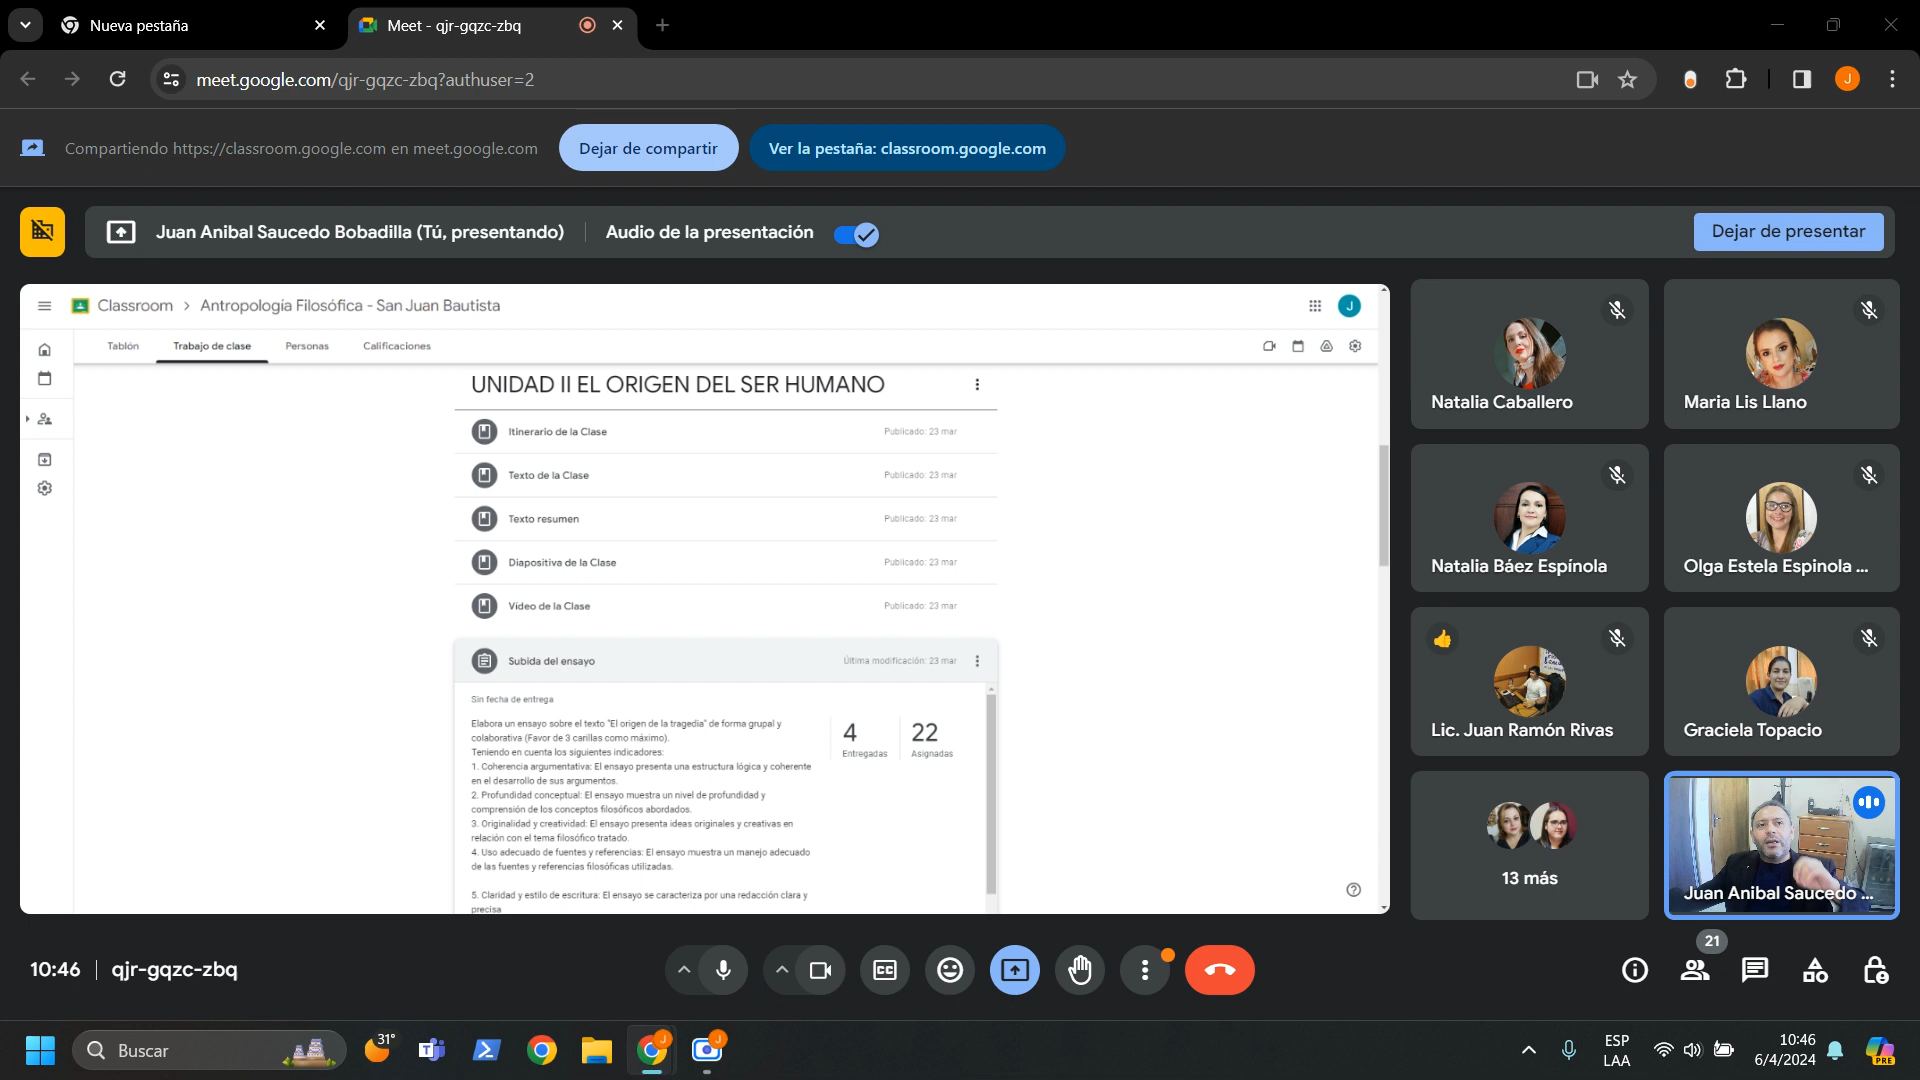 Nueva pestaña
Meet - qjr-gqzc-zbq
meet.google.com/qjr-gqzc-zbq?authuser=2
J
Compartiendo https://classroom.google.com en meet.google.com
Dejar de compartir
Ver la pestaña: classroom.google.com
Juan Anibal Saucedo Bobadilla (Tú, presentando)
Audio de la presentación
Dejar de presentar
Classroom > Antropología Filosófica - San Juan Bautista
J
Tablón
Trabajo de clase
Personas
Calificaciones
UNIDAD II EL ORIGEN DEL SER HUMANO
Itinerario de la Clase
Publicado: 23 mar
Texto de la Clase
Publicado: 23 mar
Texto resumen
Publicado: 23 mar
Diapositiva de la Clase
Publicado: 23 mar
Vídeo de la Clase
Publicado: 23 mar
Subida del ensayo
Última modificación: 23 mar
Sin fecha de entrega
Elabora un ensayo sobre el texto "El origen de la tragedia" de forma grupal y
colaborativa (Favor de 3 carillas como máximo).
Teniendo en cuenta los siguientes indicadores:
1. Coherencia argumentativa: El ensayo presenta una estructura lógica y coherente
en el desarrollo de sus argumentos.
2. Profundidad conceptual: El ensayo muestra un nivel de profundidad y
comprensión de los conceptos filosóficos abordados.
3. Originalidad y creatividad: El ensayo presenta ideas originales y creativas en
relación con el tema filosófico tratado.
4. Uso adecuado de fuentes y referencias: El ensayo muestra un manejo adecuado
de las fuentes y referencias filosóficas utilizadas.
5. Claridad y estilo de escritura: El ensayo se caracteriza por una redacción clara y
precisa
4
Entregadas
22
Asignadas
Natalia Caballero
Maria Lis Llano
Natalia Báez Espínola
Olga Estela Espinola ...
Lic. Juan Ramón Rivas
Graciela Topacio
13 más
Juan Anibal Saucedo ...
10:46 | qjr-gqzc-zbq
CC
21
Buscar
31°
J
J
ESP
LAA
10:46
6/4/2024
PRE